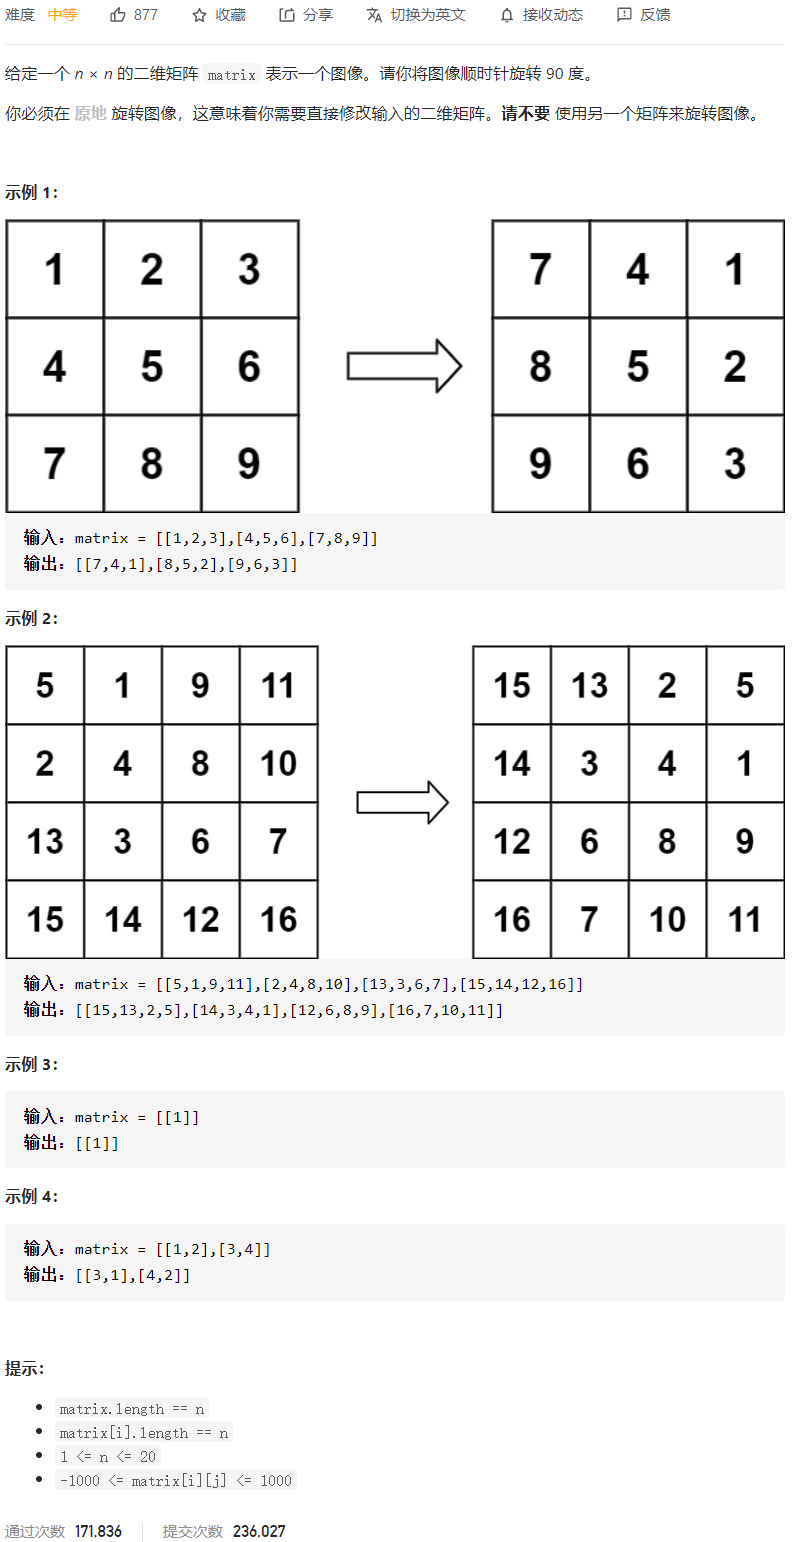 难度 中等 877 收藏 分享 切换为英文 接收动态 反馈
给定一个 n × n 的二维矩阵 matrix 表示一个图像。请你将图像顺时针旋转 90 度。
你必须在 原地 旋转图像，这意味着你需要直接修改输入的二维矩阵。请不要 使用另一个矩阵来旋转图像。
示例 1：
1 2 3 7 4 1
4 5 6 8 5 2
7 8 9 9 6 3
输入：matrix = [[1,2,3],[4,5,6],[7,8,9]]
输出：[[7,4,1],[8,5,2],[9,6,3]]
示例 2：
5 1 9 11 15 13 2 5
2 4 8 10 14 3 4 1
13 3 6 7 12 6 8 9
15 14 12 16 16 7 10 11
输入：matrix = [[5,1,9,11],[2,4,8,10],[13,3,6,7],[15,14,12,16]]
输出：[[15,13,2,5],[14,3,4,1],[12,6,8,9],[16,7,10,11]]
示例 3：
输入：matrix = [[1]]
输出：[[1]]
示例 4：
输入：matrix = [[1,2],[3,4]]
输出：[[3,1],[4,2]]
提示：
• matrix.length == n
• matrix[i].length == n
• 1 <= n <= 20
• -1000 <= matrix[i][j] <= 1000
通过次数 171,836 提交次数 236,027